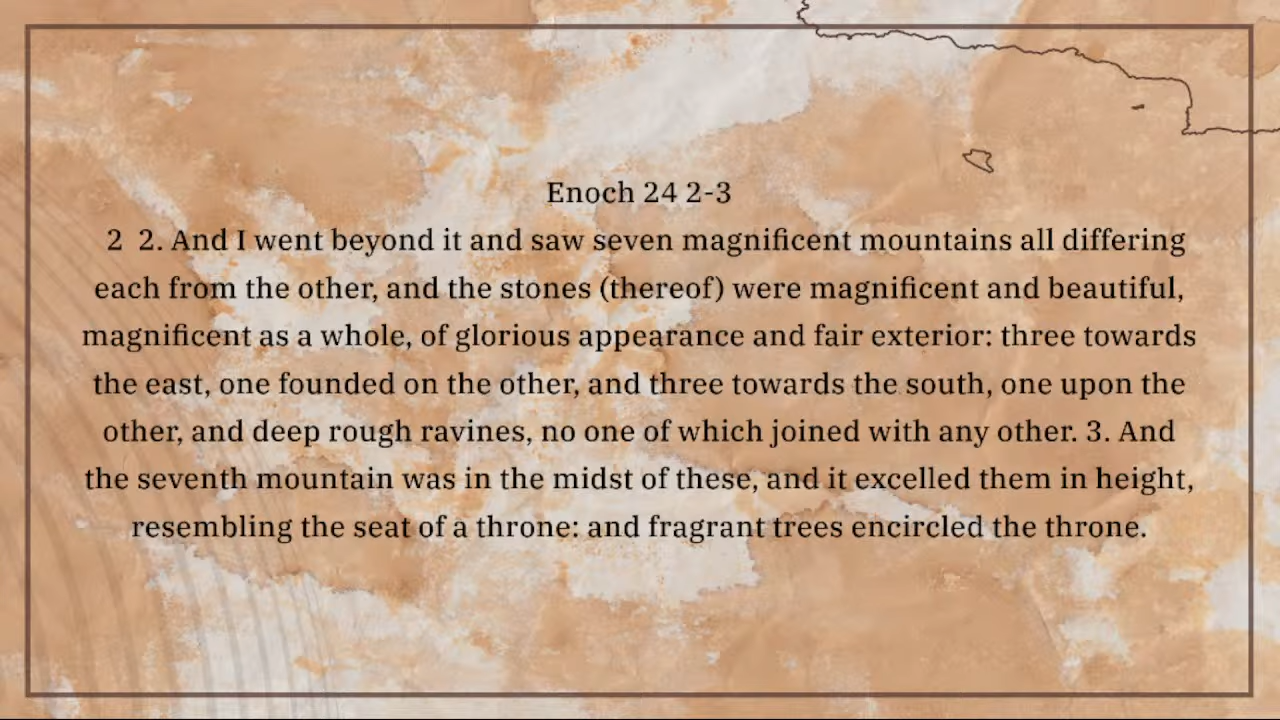 Enoch 24 2-3
2 2. And I went beyond it and saw seven magnificent mountains all differing
each from the other, and the stones (thereof) were magnificent and beautiful,
magnificent as a whole, of glorious appearance and fair exterior: three towards
the east, one founded on the other, and three towards the south, one upon the
other, and deep rough ravines, no one of which joined with any other. 3. And
the seventh mountain was in the midst of these, and it excelled them in height,
resembling the seat of a throne: and fragrant trees encircled the throne.